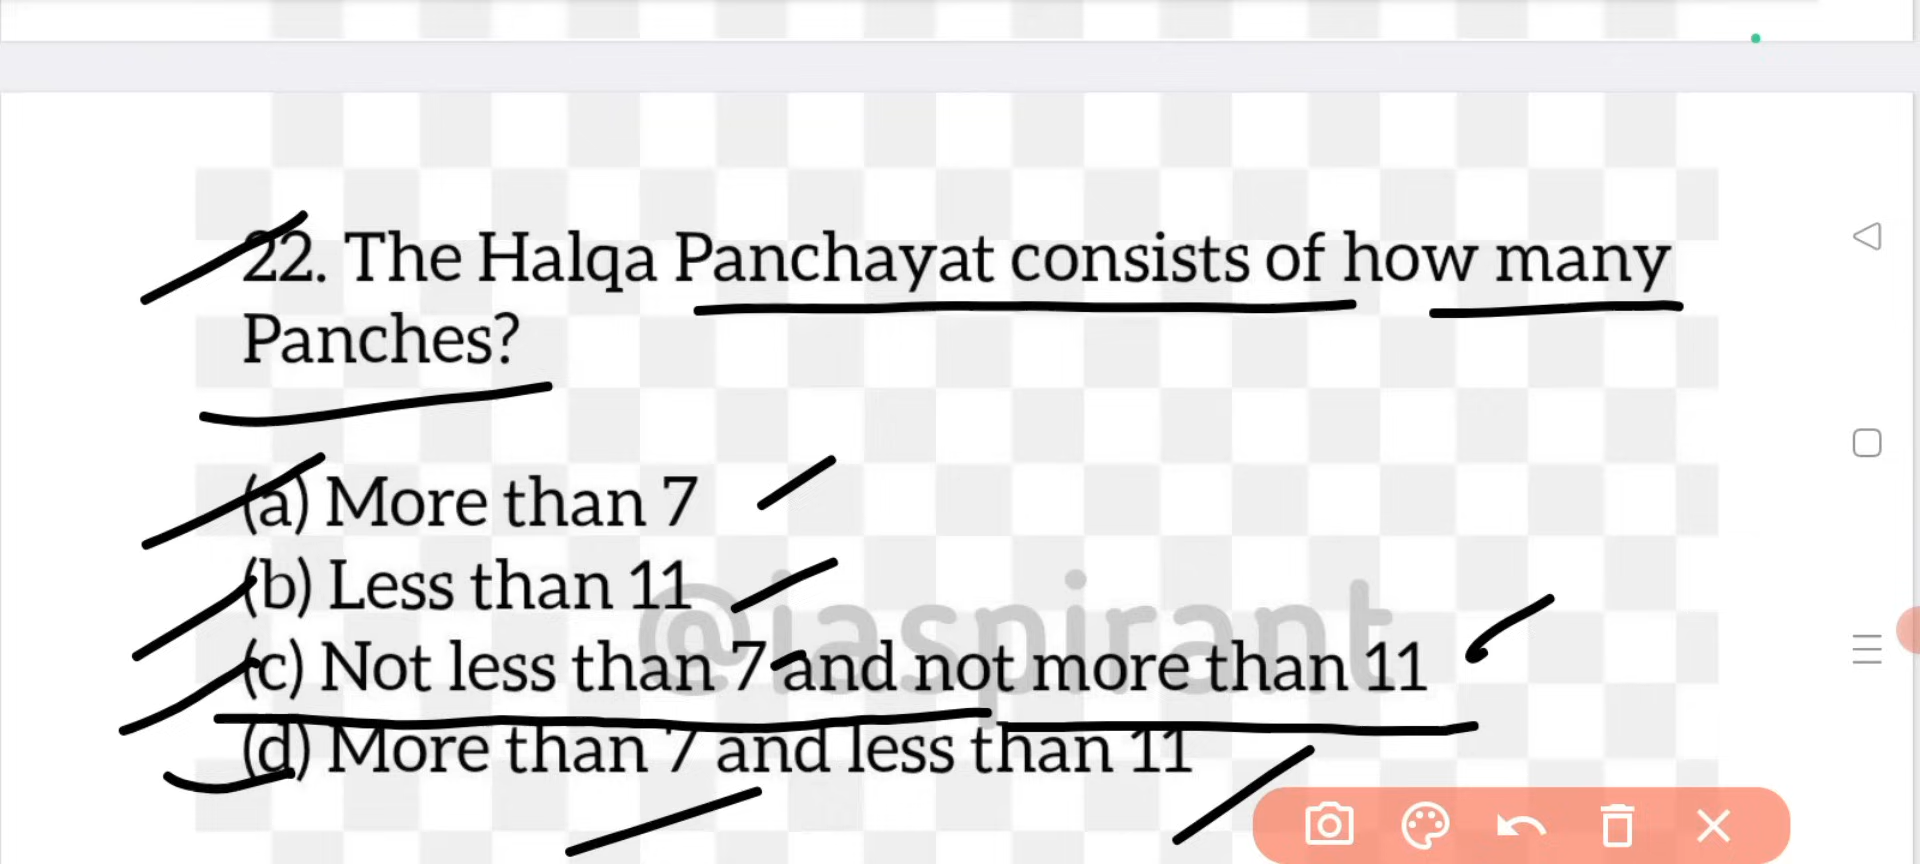 22. The Halqa Panchayat consists of how many
Panches?
(a) More than 7
(b) Less than 11
@iaspirant
(c) Not less than 7 and not more than 11
(d) More than 7 and less than 11